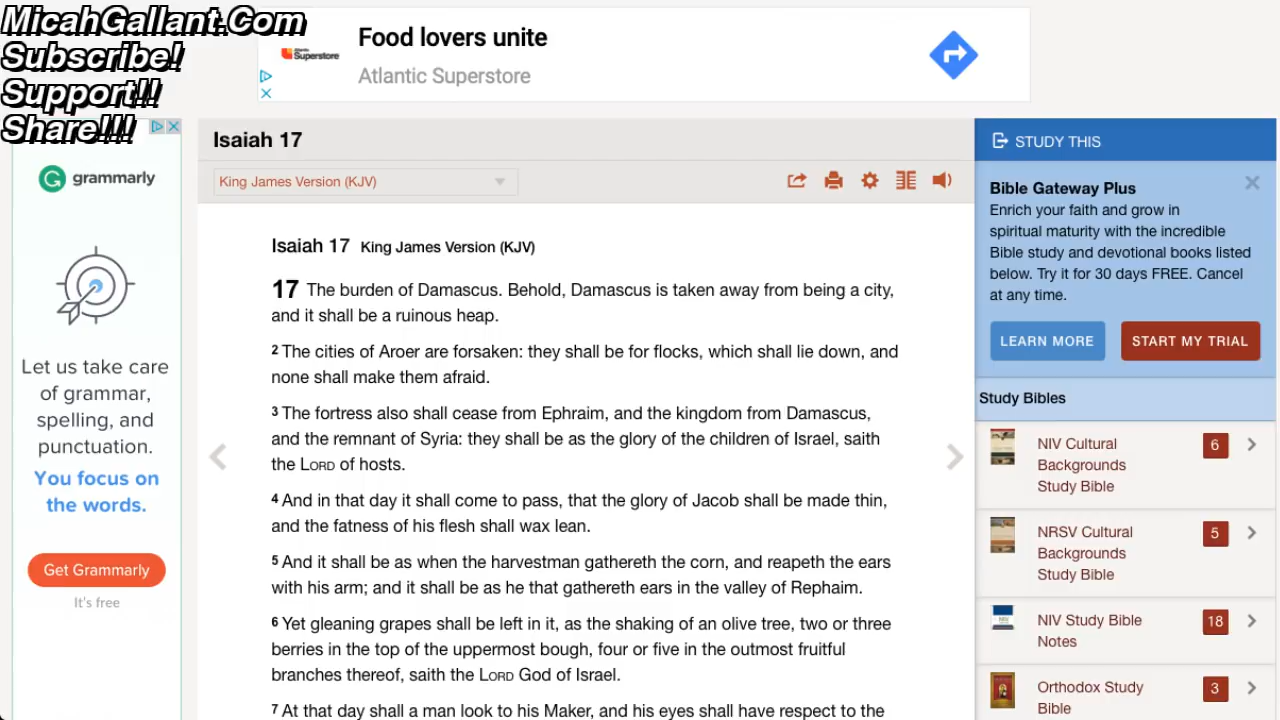 MicahGallant.Com
Subscribe!
Support!!
Share!!!
Atlantic
Superstore
Food lovers unite
Atlantic Superstore
grammarly
Let us take care
of grammar,
spelling, and
punctuation.
You focus on
the words.
Get Grammarly
It's free
Isaiah 17
King James Version (KJV)
Isaiah 17 King James Version (KJV)
17 The burden of Damascus. Behold, Damascus is taken away from being a city,
and it shall be a ruinous heap.
2 The cities of Aroer are forsaken: they shall be for flocks, which shall lie down, and
none shall make them afraid.
3 The fortress also shall cease from Ephraim, and the kingdom from Damascus,
and the remnant of Syria: they shall be as the glory of the children of Israel, saith
the LORD of hosts.
4 And in that day it shall come to pass, that the glory of Jacob shall be made thin,
and the fatness of his flesh shall wax lean.
5 And it shall be as when the harvestman gathereth the corn, and reapeth the ears
with his arm; and it shall be as he that gathereth ears in the valley of Rephaim.
6 Yet gleaning grapes shall be left in it, as the shaking of an olive tree, two or three
berries in the top of the uppermost bough, four or five in the outmost fruitful
branches thereof, saith the LORD God of Israel.
7 At that day shall a man look to his Maker, and his eyes shall have respect to the
STUDY THIS
Bible Gateway Plus
Enrich your faith and grow in
spiritual maturity with the incredible
Bible study and devotional books listed
below. Try it for 30 days FREE. Cancel
at any time.
LEARN MORE
START MY TRIAL
Study Bibles
NIV Cultural
Backgrounds
Study Bible
6
NRSV Cultural
Backgrounds
Study Bible
5
NIV Study Bible
Notes
18
Orthodox Study
Bible
3